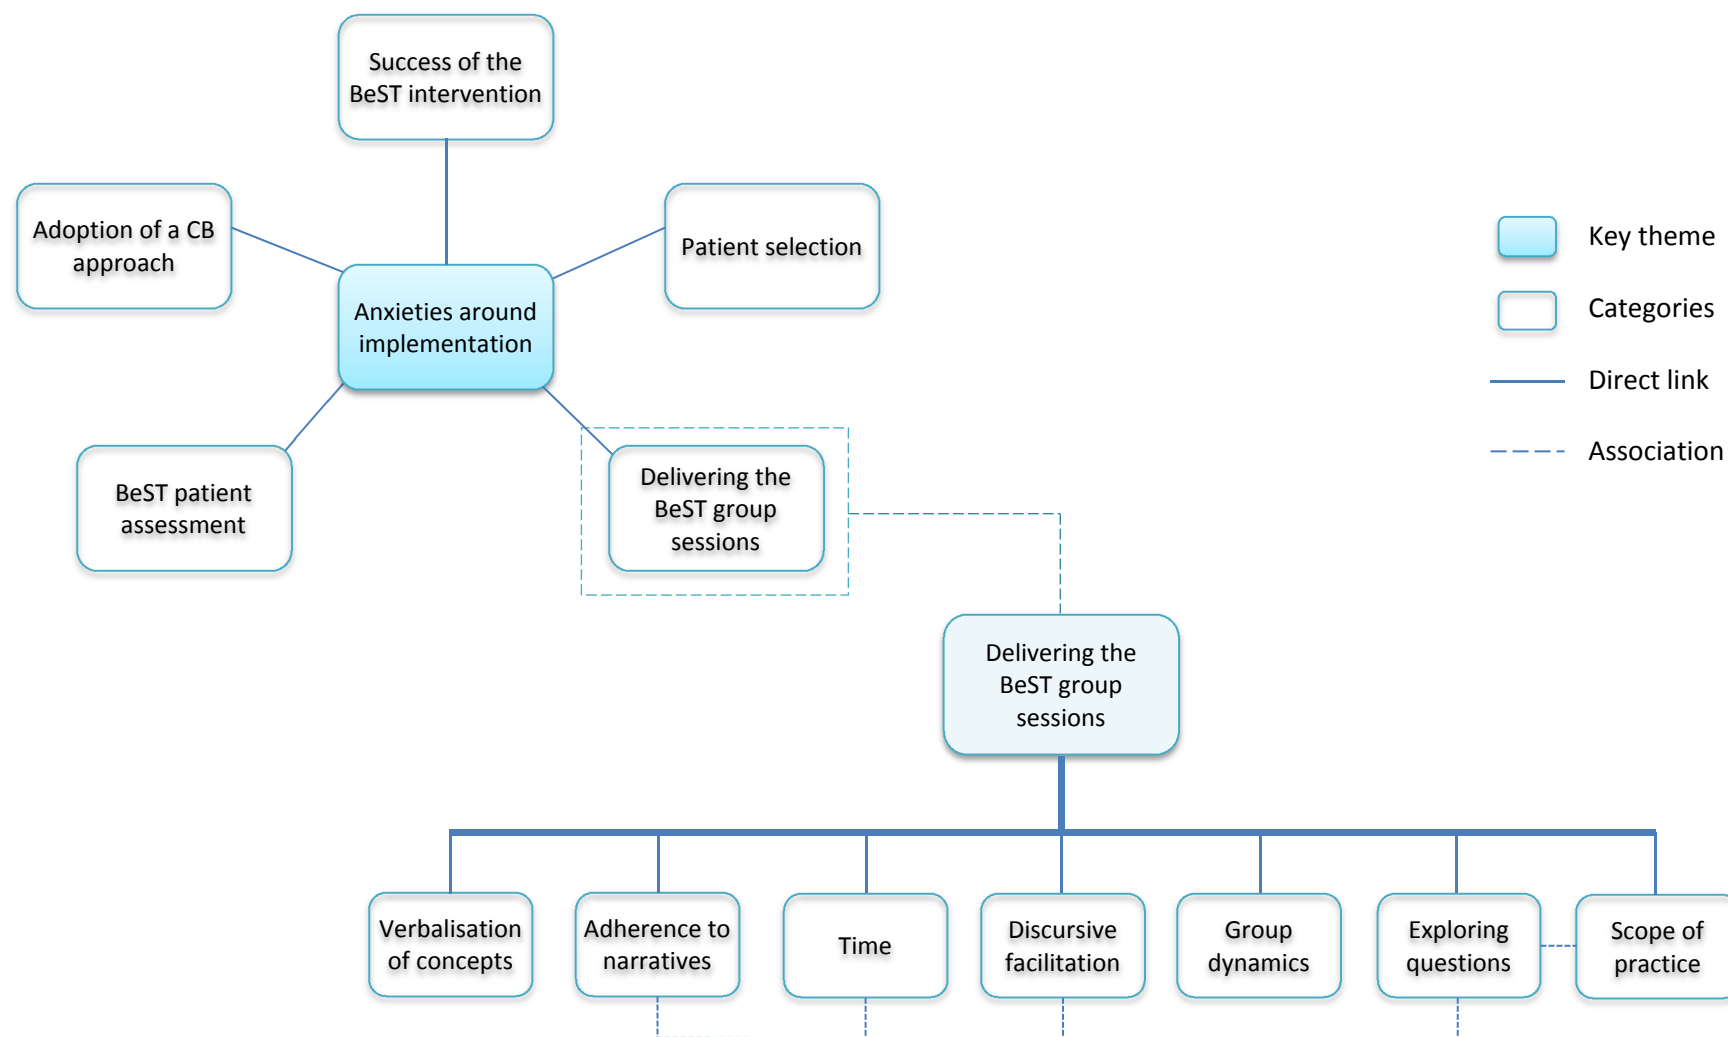 Success of the
BeST intervention
Adoption of a CB
approach
Patient selection
Anxieties around
implementation
BeST patient
assessment
Delivering the
BeST group
sessions
Key theme
Categories
Direct link
Association
Delivering the
BeST group
sessions
Verbalisation
of concepts
Adherence to
narratives
Time
Discursive
facilitation
Group
dynamics
Exploring
questions
Scope of
practice